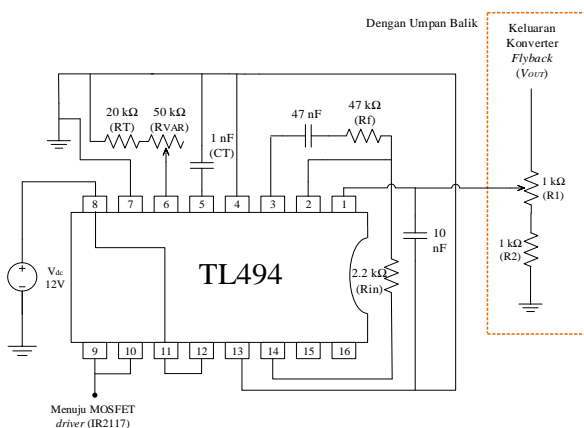 Dengan Umpan Balik
Keluaran
Konverter
Flyback
(VOUT)
20 kΩ
(RT)
50 kΩ
(RVAR)
1 nF
(CT)
47 nF
47 kΩ
(Rf)
8
7
6
5
4
3
2
1
1 kΩ
(R1)
1 kΩ
(R2)
10
nF
Vdc
12V
TL494
2.2 kΩ
(Rin)
9
10
11
12
13
14
15
16
Menuju MOSFET
driver (IR2117)